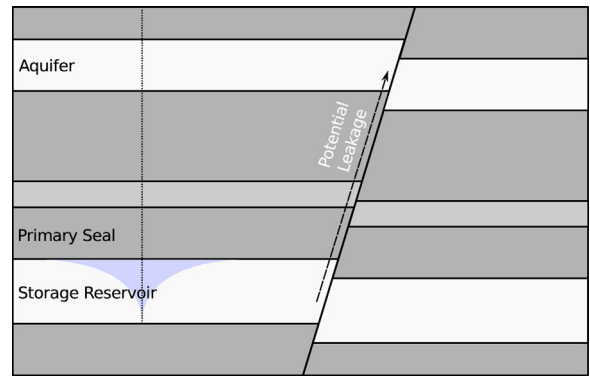 Aquifer
Potential
Leakage
Primary Seal
Storage Reservoir